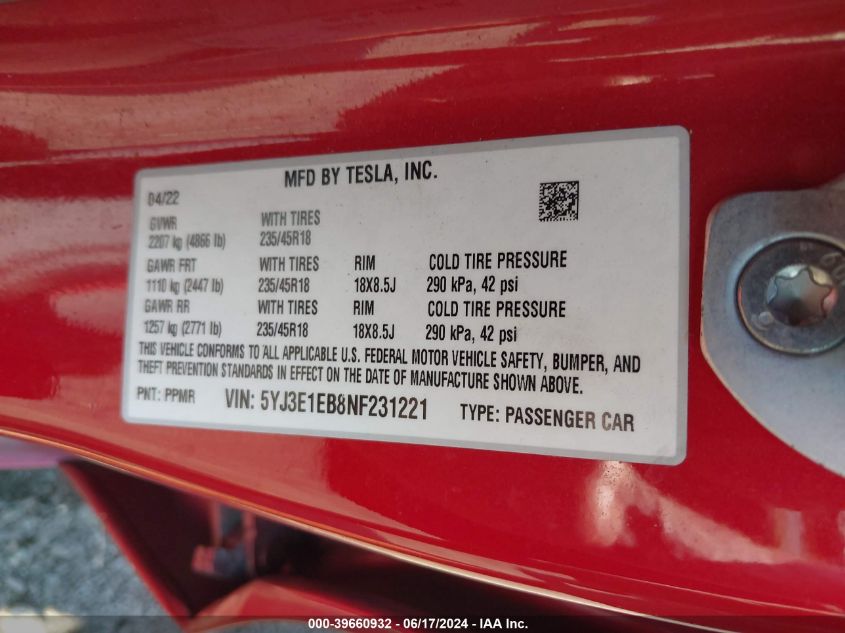 MFD BY TESLA, INC.
04/22
GVWR WITH TIRES
2207 kg (4866 lb) 235/45R18
GAWR FRT WITH TIRES RIM COLD TIRE PRESSURE
1110 kg (2447 lb) 235/45R18 18X8.5J 290 kPa, 42 psi
GAWR RR WITH TIRES RIM COLD TIRE PRESSURE
1257 kg (2771 lb) 235/45R18 18X8.5J 290 kPa, 42 psi
THIS VEHICLE CONFORMS TO ALL APPLICABLE U.S. FEDERAL MOTOR VEHICLE SAFETY, BUMPER, AND
THEFT PREVENTION STANDARDS IN EFFECT ON THE DATE OF MANUFACTURE SHOWN ABOVE.
PNT: PPMR VIN: 5YJ3E1EB8NF231221 TYPE: PASSENGER CAR
000-39660932 / 06/17/2024 - IAA Inc.